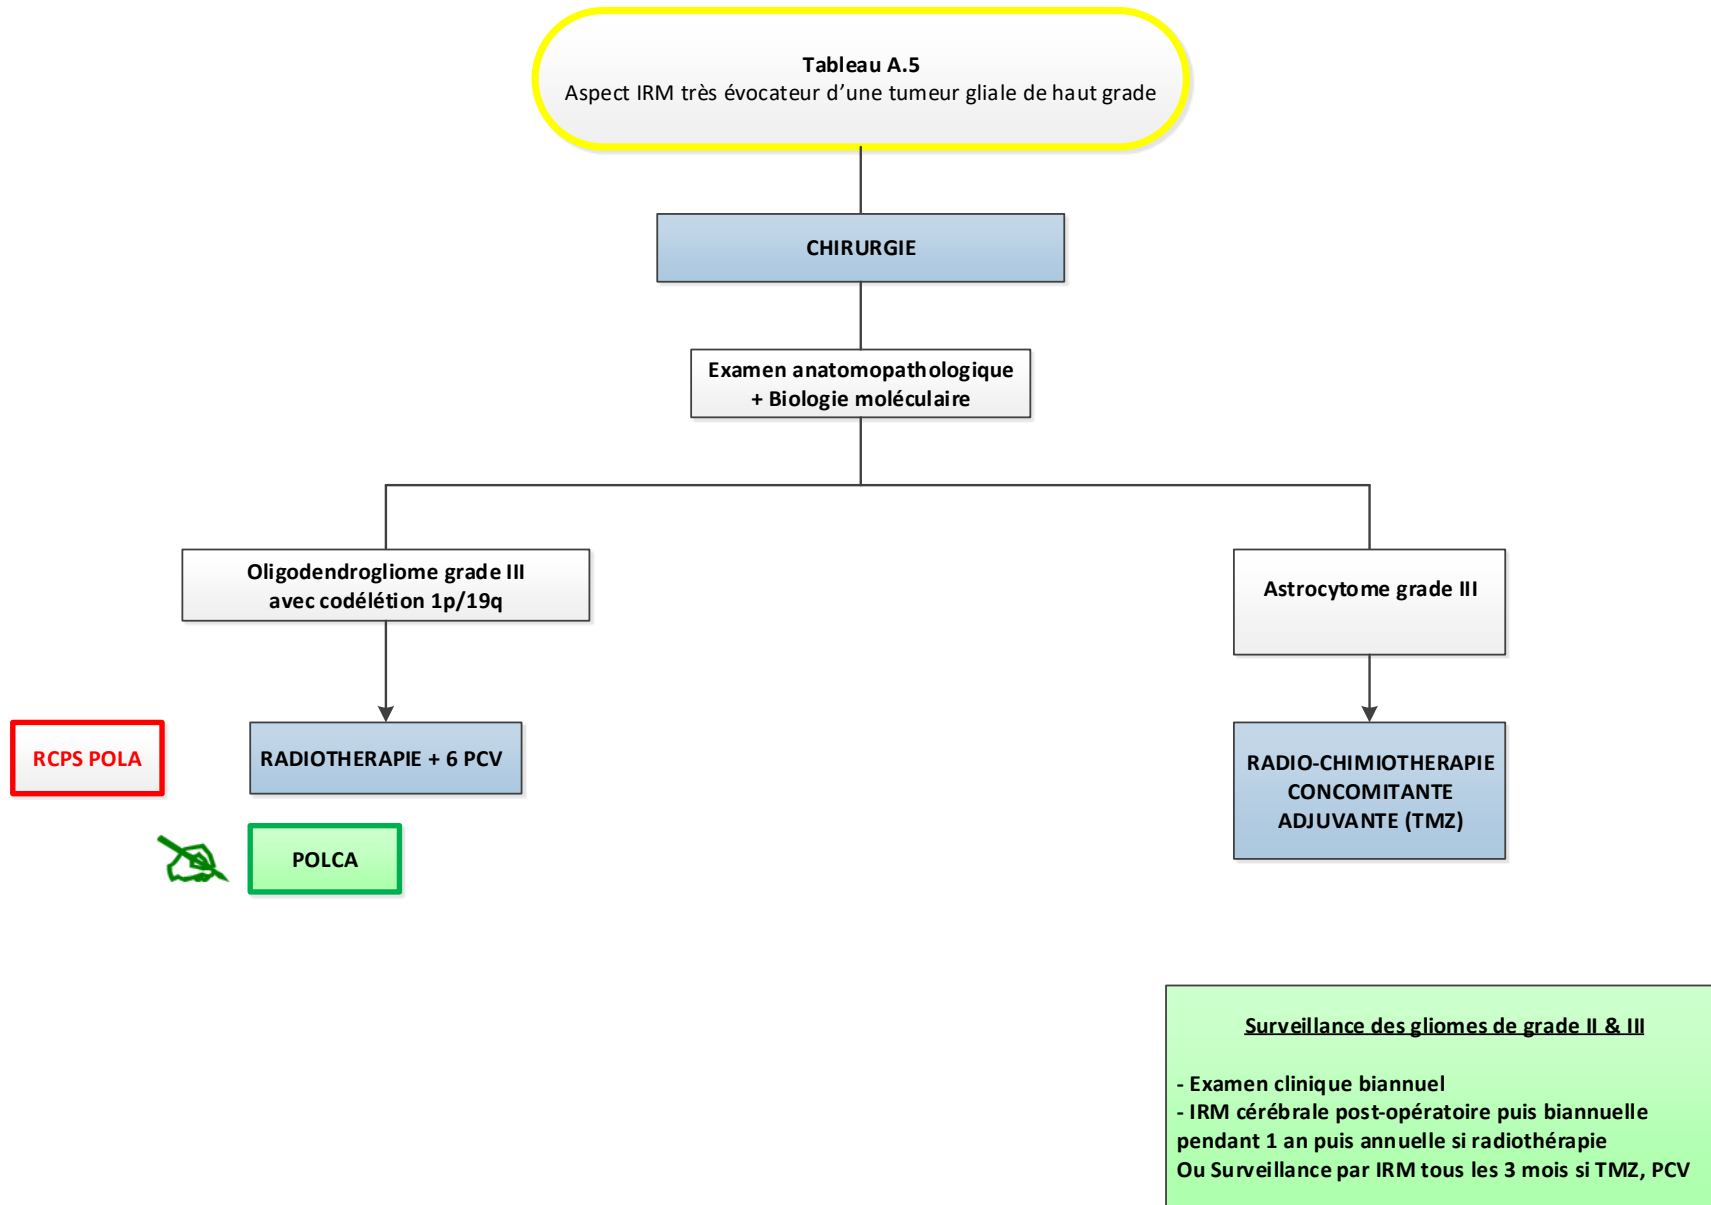 Tableau A.5
Aspect IRM très évocateur d’une tumeur gliale de haut grade
CHIRURGIE
Examen anatomopathologique
+ Biologie moléculaire
Oligodendrogliome grade III
avec codélétion 1p/19q
Astrocytome grade III
RCPS POLA
RADIOTHERAPIE + 6 PCV
RADIO-CHIMIOTHERAPIE
CONCOMITANTE
ADJUVANTE (TMZ)
POLCA
Surveillance des gliomes de grade II & III
- Examen clinique biannuel
- IRM cérébrale post-opératoire puis biannuelle
pendant 1 an puis annuelle si radiothérapie
Ou Surveillance par IRM tous les 3 mois si TMZ, PCV